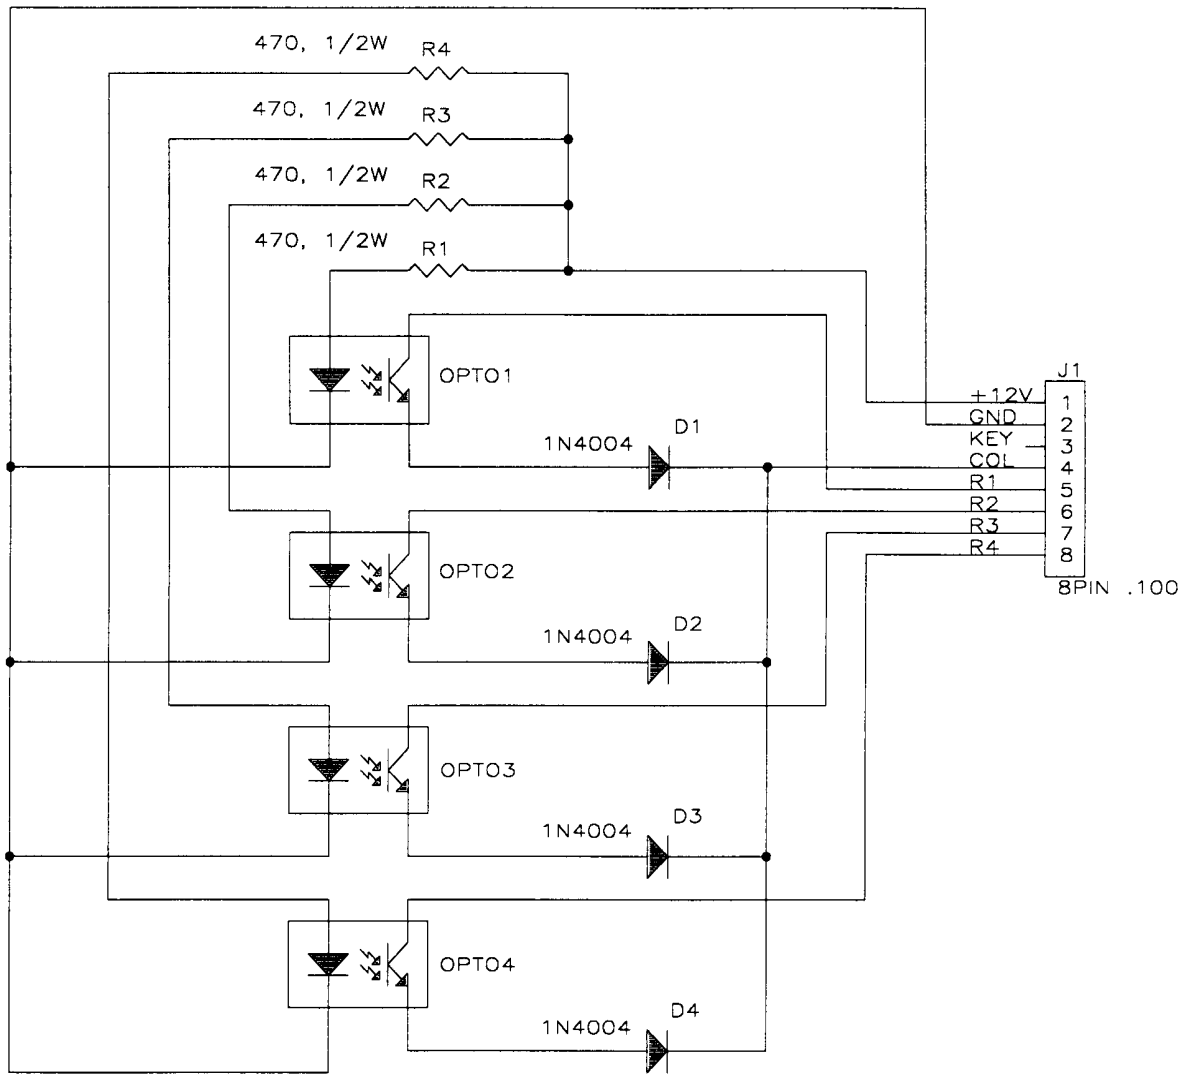 470, 1/2W R4
470, 1/2W R3
470, 1/2W R2
470, 1/2W R1
OPTO1
J1
+12V 1
GND 2
KEY 3
COL 4
R1 5
R2 6
R3 7
R4 8
8PIN .100
1N4004 D1
OPTO2
1N4004 D2
OPTO3
1N4004 D3
OPTO4
1N4004 D4